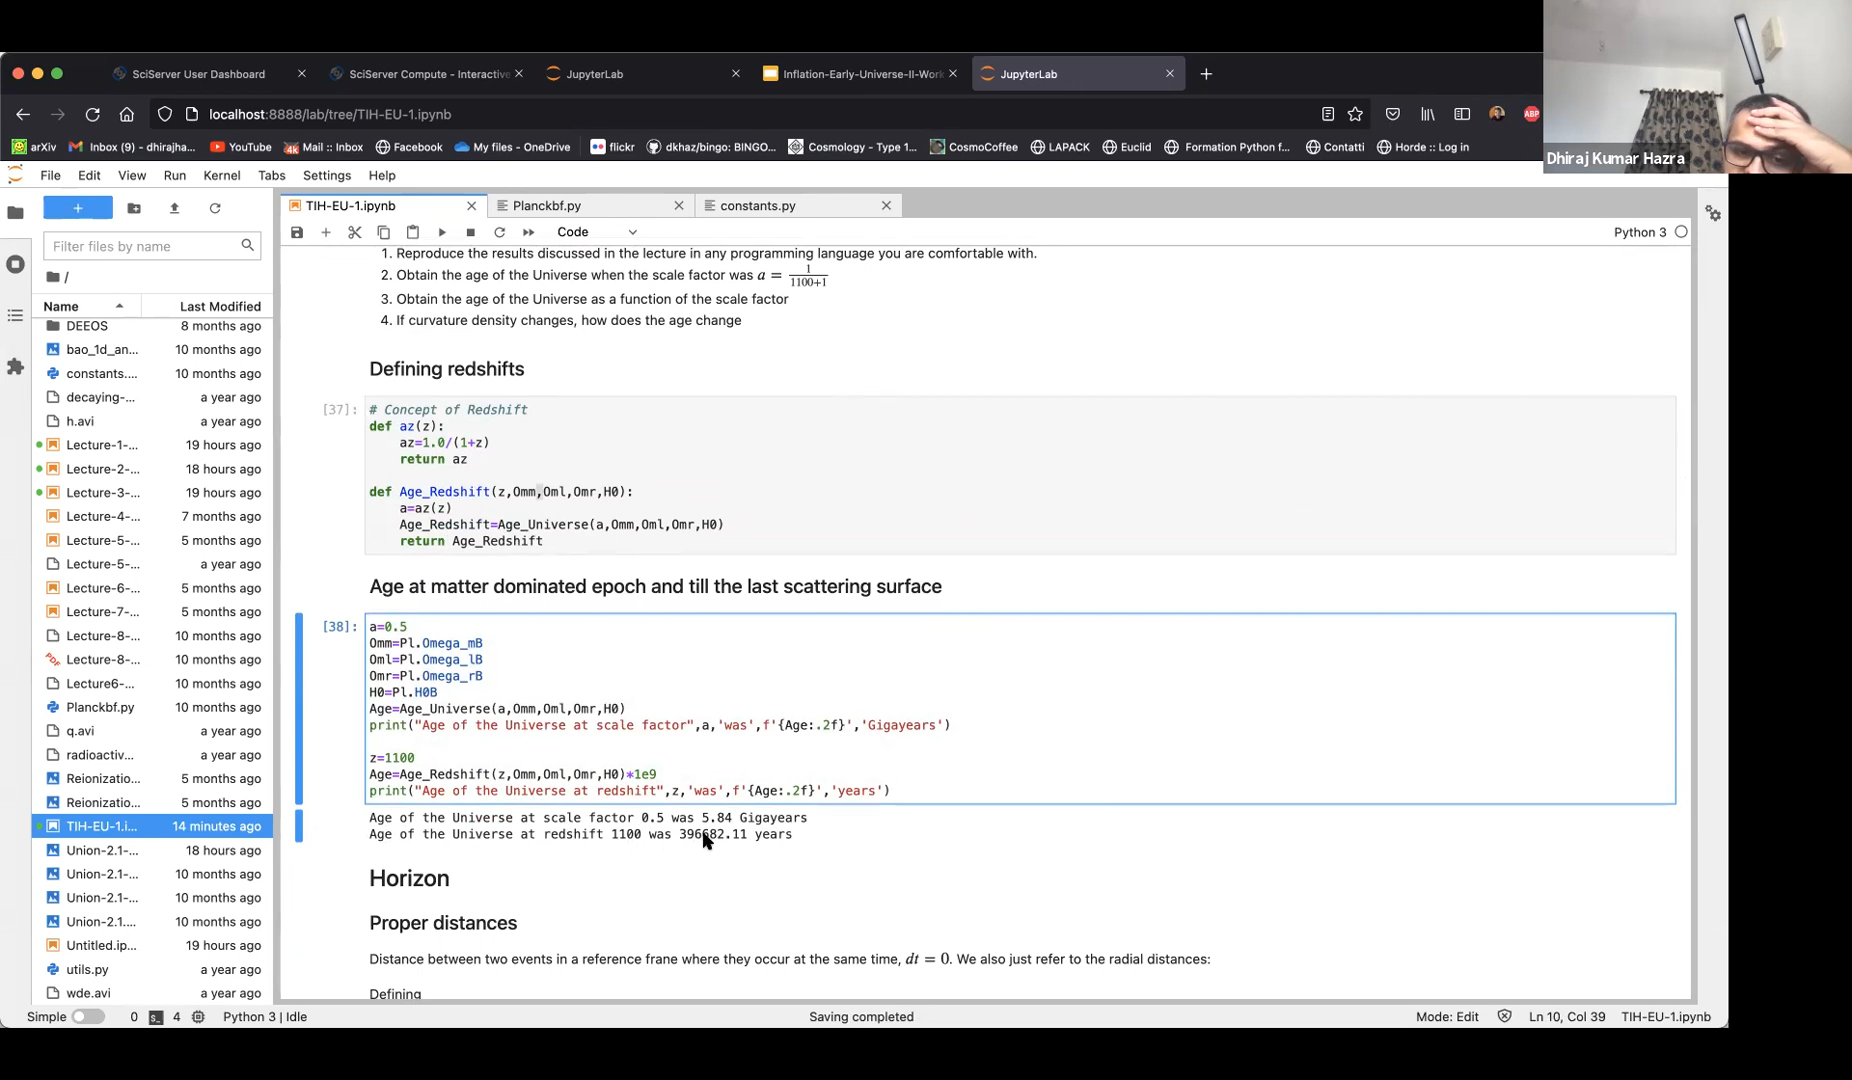 SciServer User Dashboard
SciServer Compute - Interactive
JupyterLab
Inflation-Early-Universe-II-Work
JupyterLab
localhost:8888/lab/tree/TIH-EU-1.ipynb
ABP
arXiv
Inbox (9) - dhirajha...
YouTube
4k Mail :: Inbox
Facebook
My files - OneDrive
flickr
dkhaz/bingo: BINGO...
Cosmology - Type 1...
CosmoCoffee
LAPACK
Euclid
Formation Python f...
Contatti
Horde :: Log in
Dhiraj Kumar Hazra
File Edit View Run Kernel Tabs Settings Help
TIH-EU-1.ipynb
Planckbf.py
constants.py
Code
Python 3
Filter files by name
/
Name Last Modified
DEEOS 8 months ago
bao_1d_an... 10 months ago
constants.... 10 months ago
decaying-... a year ago
h.avi a year ago
Lecture-1-... 19 hours ago
Lecture-2-... 18 hours ago
Lecture-3-... 19 hours ago
Lecture-4-... 7 months ago
Lecture-5-... 5 months ago
Lecture-5-... a year ago
Lecture-6-... 5 months ago
Lecture-7-... 5 months ago
Lecture-8-... 10 months ago
Lecture-8-... 10 months ago
Lecture6-... 10 months ago
Planckbf.py 10 months ago
q.avi a year ago
radioactiv... a year ago
Reionizatio... a year ago
Reionizatio... a year ago
TIH-EU-1.i... 14 minutes ago
Union-2.1-... 18 hours ago
Union-2.1-... 10 months ago
Union-2.1-... 10 months ago
Union-2.1.... 10 months ago
Untitled.ip... 19 hours ago
utils.py a year ago
wde.avi a year ago
1. Reproduce the results discussed in the lecture in any programming language you are comfortable with.
2. Obtain the age of the Universe when the scale factor was a = 1/(1100+1)
3. Obtain the age of the Universe as a function of the scale factor
4. If curvature density changes, how does the age change
Defining redshifts
[37]: # Concept of Redshift
def az(z):
    az=1.0/(1+z)
    return az
def Age_Redshift(z,Omm,Oml,Omr,H0):
    a=az(z)
    Age_Redshift=Age_Universe(a,Omm,Oml,Omr,H0)
    return Age_Redshift
Age at matter dominated epoch and till the last scattering surface
[38]: a=0.5
Omm=Pl.Omega_mB
Oml=Pl.Omega_lB
Omr=Pl.Omega_rB
H0=Pl.H0B
Age=Age_Universe(a,Omm,Oml,Omr,H0)
print("Age of the Universe at scale factor",a,'was',f'{Age:.2f}','Gigayears')
z=1100
Age=Age_Redshift(z,Omm,Oml,Omr,H0)*1e9
print("Age of the Universe at redshift",z,'was',f'{Age:.2f}','years')
Age of the Universe at scale factor 0.5 was 5.84 Gigayears
Age of the Universe at redshift 1100 was 396682.11 years
Horizon
Proper distances
Distance between two events in a reference frane where they occur at the same time, dt = 0. We also just refer to the radial distances:
Defining
Simple 0 4 Python 3 | Idle Saving completed Mode: Edit Ln 10, Col 39 TIH-EU-1.ipynb